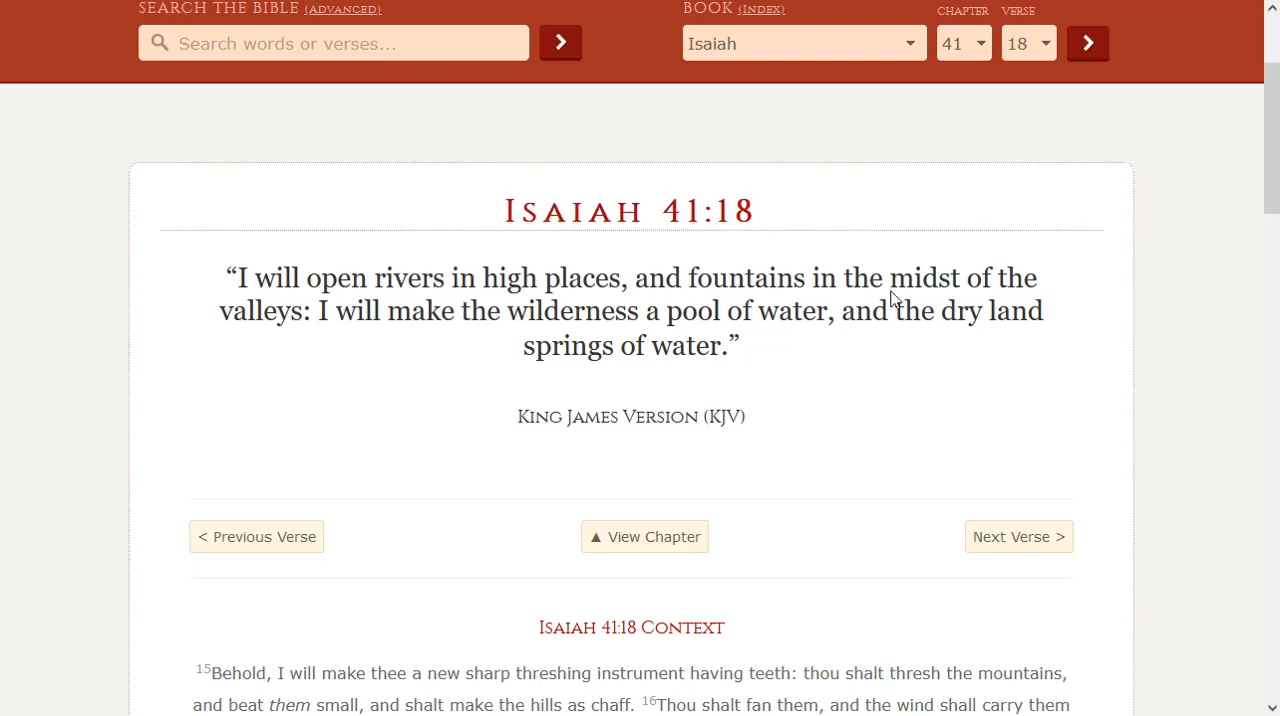 SEARCH THE BIBLE (ADVANCED)
BOOK (INDEX)
CHAPTER
VERSE
Search words or verses...
Isaiah
41
18
ISAIAH 41:18
“I will open rivers in high places, and fountains in the midst of the
valleys: I will make the wilderness a pool of water, and the dry land
springs of water.”
KING JAMES VERSION (KJV)
< Previous Verse
▲ View Chapter
Next Verse >
ISAIAH 41:18 CONTEXT
15Behold, I will make thee a new sharp threshing instrument having teeth: thou shalt thresh the mountains,
and beat them small, and shalt make the hills as chaff. 16Thou shalt fan them, and the wind shall carry them